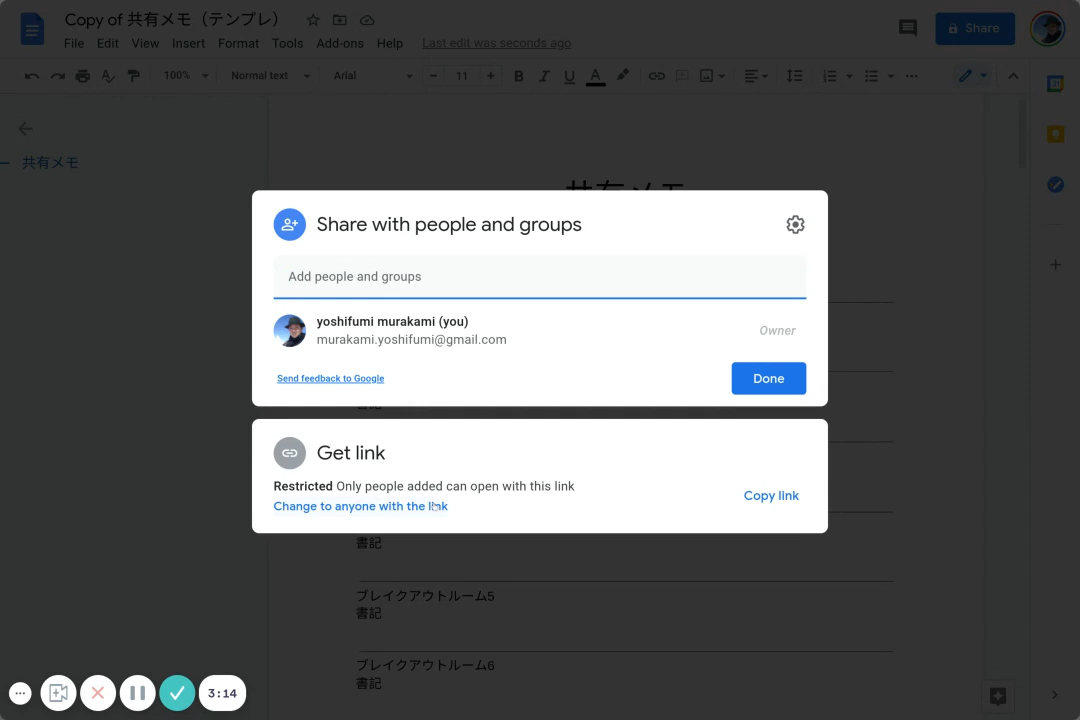 Copy of 共有メモ（テンプレ）
File Edit View Insert Format Tools Add-ons Help Last edit was seconds ago
Share
100% Normal text Arial 11 B I U A
共有メモ
共有メモ
Share with people and groups
Add people and groups
yoshifumi murakami (you)
murakami.yoshifumi@gmail.com
Owner
Send feedback to Google
Done
書記
Get link
Restricted Only people added can open with this link
Change to anyone with the link
Copy link
書記
ブレイクアウトルーム5
書記
ブレイクアウトルーム6
書記
3:14